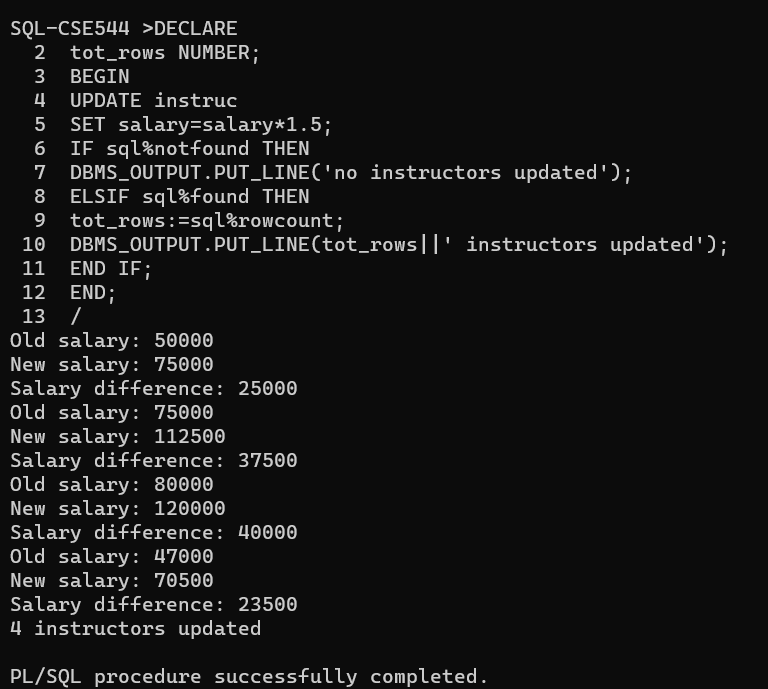 SQL-CSE544 >DECLARE
  2  tot_rows NUMBER;
  3  BEGIN
  4  UPDATE instruc
  5  SET salary=salary*1.5;
  6  IF sql%notfound THEN
  7  DBMS_OUTPUT.PUT_LINE('no instructors updated');
  8  ELSIF sql%found THEN
  9  tot_rows:=sql%rowcount;
 10  DBMS_OUTPUT.PUT_LINE(tot_rows||' instructors updated');
 11  END IF;
 12  END;
 13  /
Old salary: 50000
New salary: 75000
Salary difference: 25000
Old salary: 75000
New salary: 112500
Salary difference: 37500
Old salary: 80000
New salary: 120000
Salary difference: 40000
Old salary: 47000
New salary: 70500
Salary difference: 23500
4 instructors updated

PL/SQL procedure successfully completed.